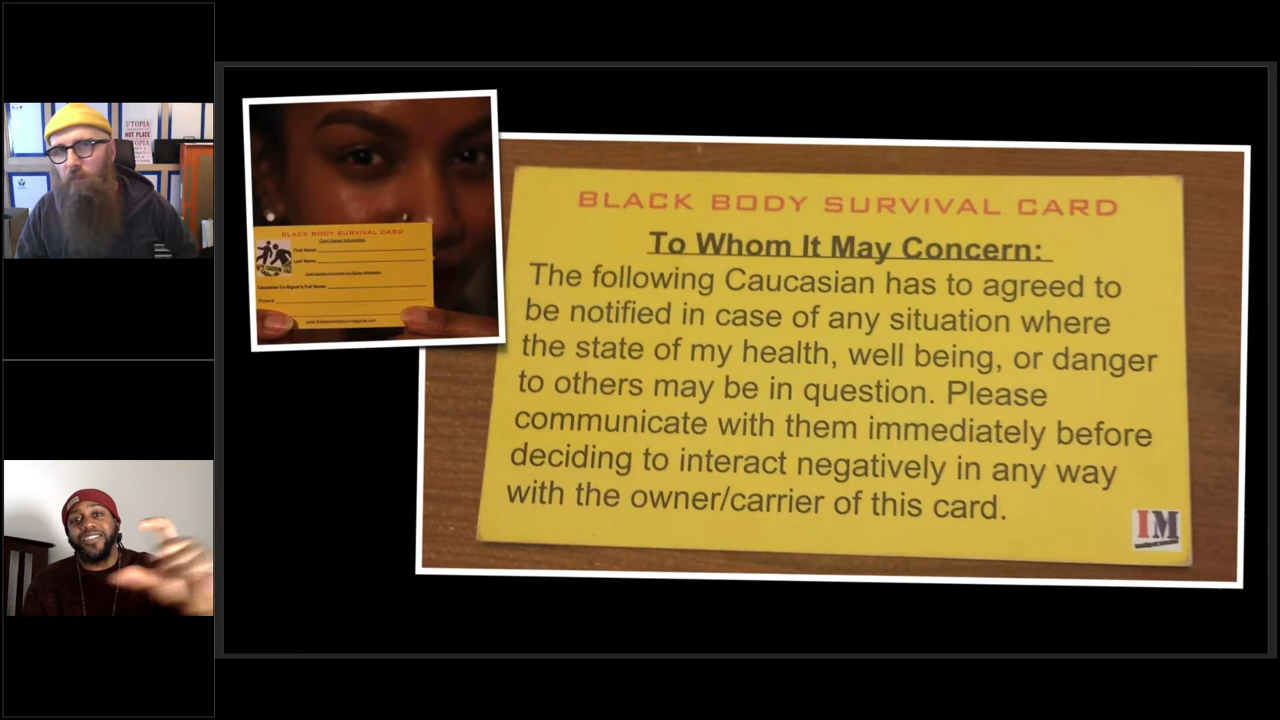 UTOPIA
NOT PLACE
BLACK BODY SURVIVAL CARD
Card Owner Information
First Name:
Last Name:
Caucasian Co-Signer's Full Name:
Phone #
BLACK BODY SURVIVAL CARD
To Whom It May Concern:
The following Caucasian has to agreed to
be notified in case of any situation where
the state of my health, well being, or danger
to others may be in question. Please
communicate with them immediately before
deciding to interact negatively in any way
with the owner/carrier of this card.
IM